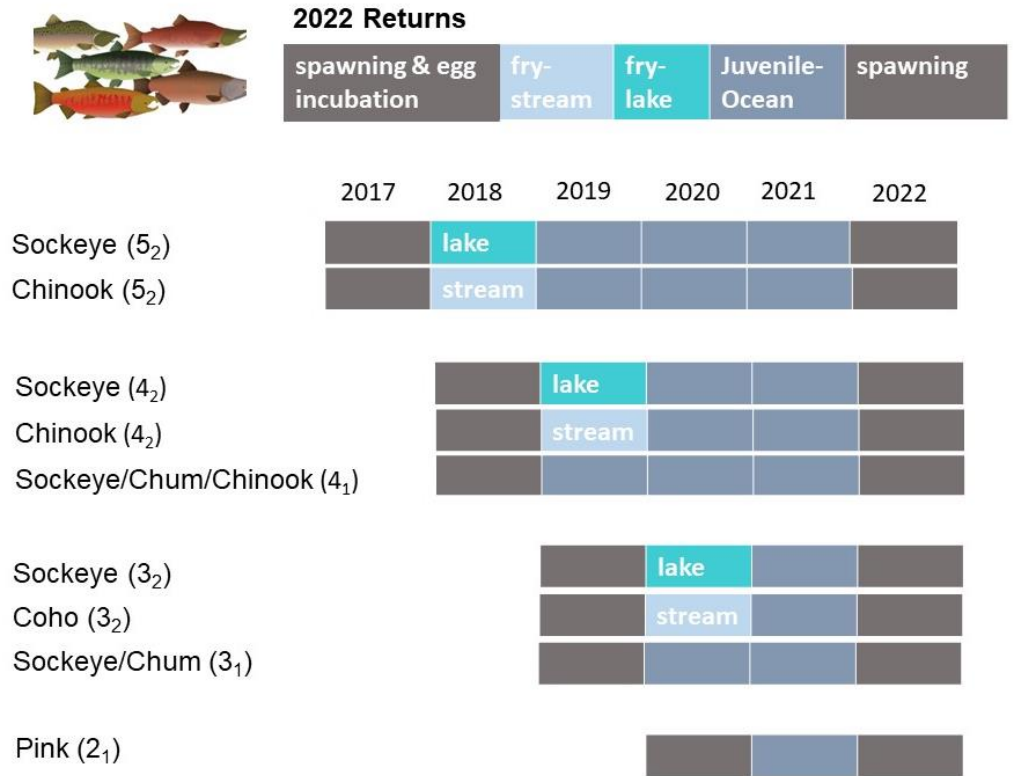 2022 Returns
spawning & egg
incubation
fry-
stream
fry-
lake
Juvenile-
Ocean
spawning
2017 2018 2019 2020 2021 2022
Sockeye (5₂) lake
Chinook (5₂) stream
Sockeye (4₂) lake
Chinook (4₂) stream
Sockeye/Chum/Chinook (4₁)
Sockeye (3₂) lake
Coho (3₂) stream
Sockeye/Chum (3₁)
Pink (2₁)